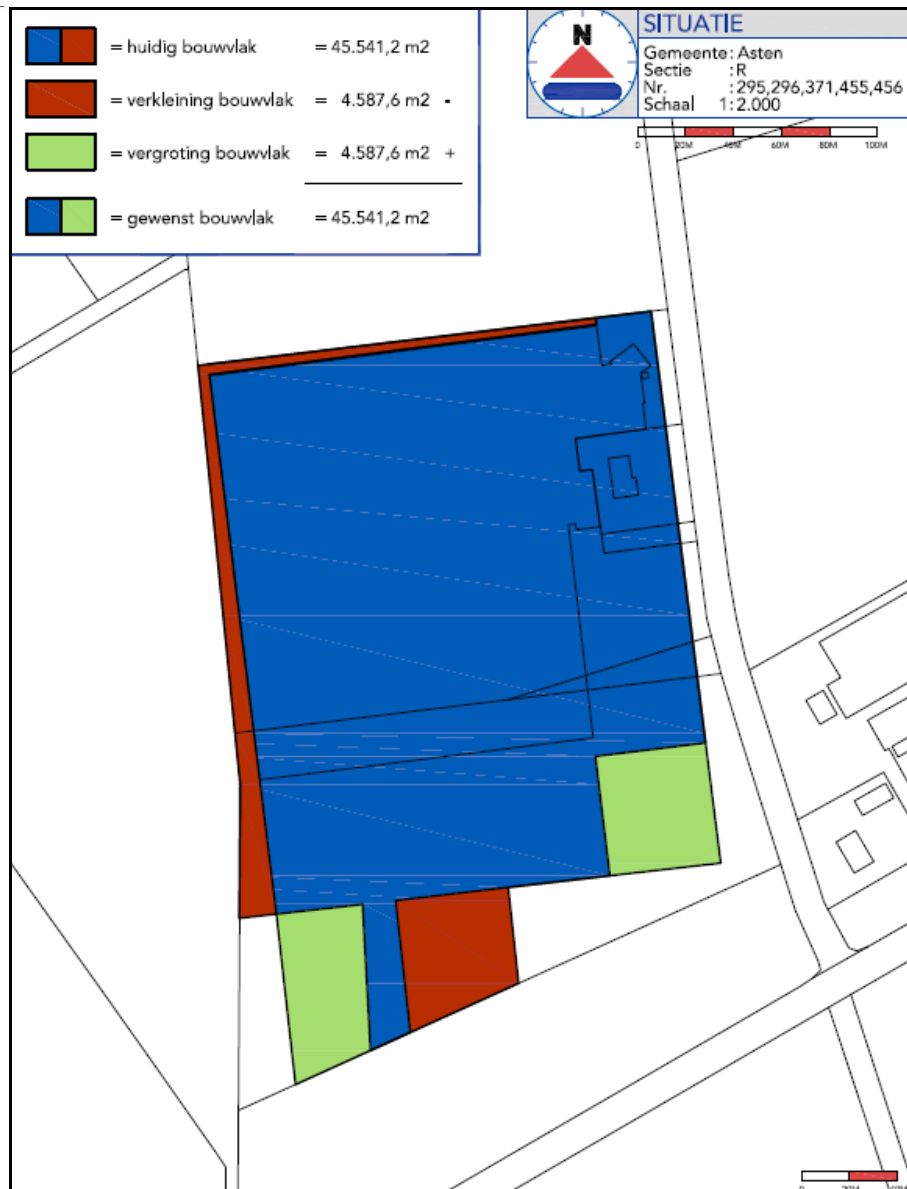 = huidig bouwvlak = 45.541,2 m2
= verkleining bouwvlak = 4.587,6 m2 -
= vergroting bouwvlak = 4.587,6 m2 +
= gewenst bouwvlak = 45.541,2 m2
N
SITUATIE
Gemeente: Asten
Sectie :R
Nr. :295,296,371,455,456
Schaal 1:2.000
0 20M 40M 60M 80M 100M
0 20M